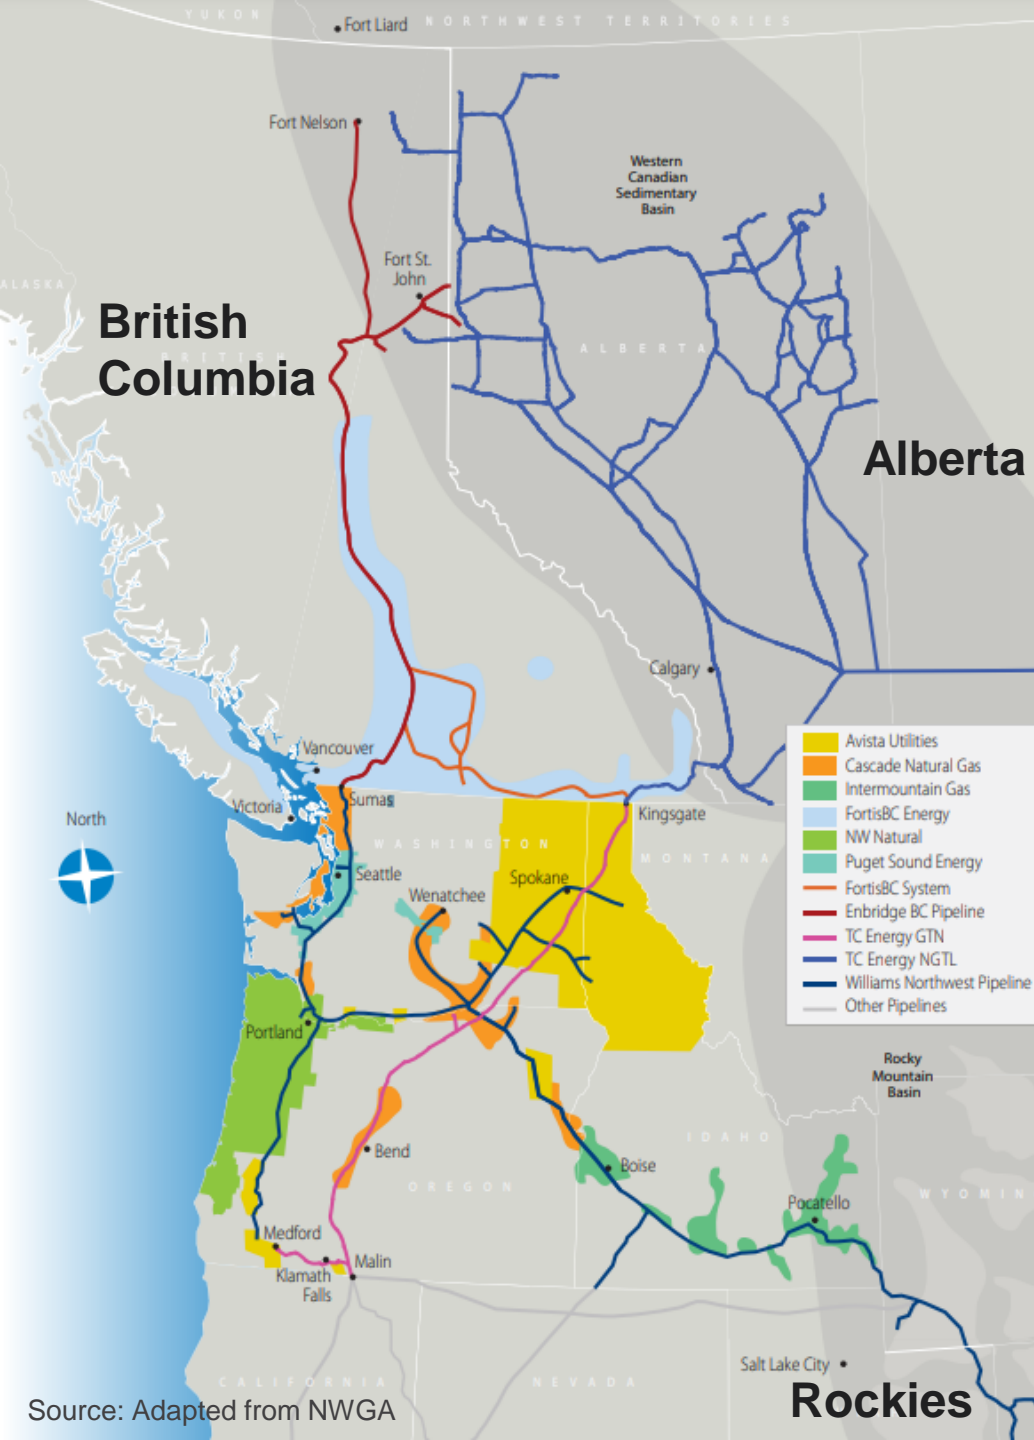 YUKON
Fort Liard
NORTHWEST TERRITORIES
Fort Nelson
Western
Canadian
Sedimentary
Basin
Fort St.
John
ALASKA
British
Columbia
BRITISH
ALBERTA
Alberta
Calgary
Vancouver
Victoria
Sumas
Kingsgate
North
WASHINGTON
MONTANA
Seattle
Wenatchee
Spokane
Avista Utilities
Cascade Natural Gas
Intermountain Gas
FortisBC Energy
NW Natural
Puget Sound Energy
FortisBC System
Enbridge BC Pipeline
TC Energy GTN
TC Energy NGTL
Williams Northwest Pipeline
Other Pipelines
Portland
Rocky
Mountain
Basin
IDAHO
Bend
Boise
OREGON
WYOMIN
Pocatello
Medford
Malin
Klamath
Falls
Salt Lake City
CALIFORNIA
NEVADA
Rockies
Source: Adapted from NWGA